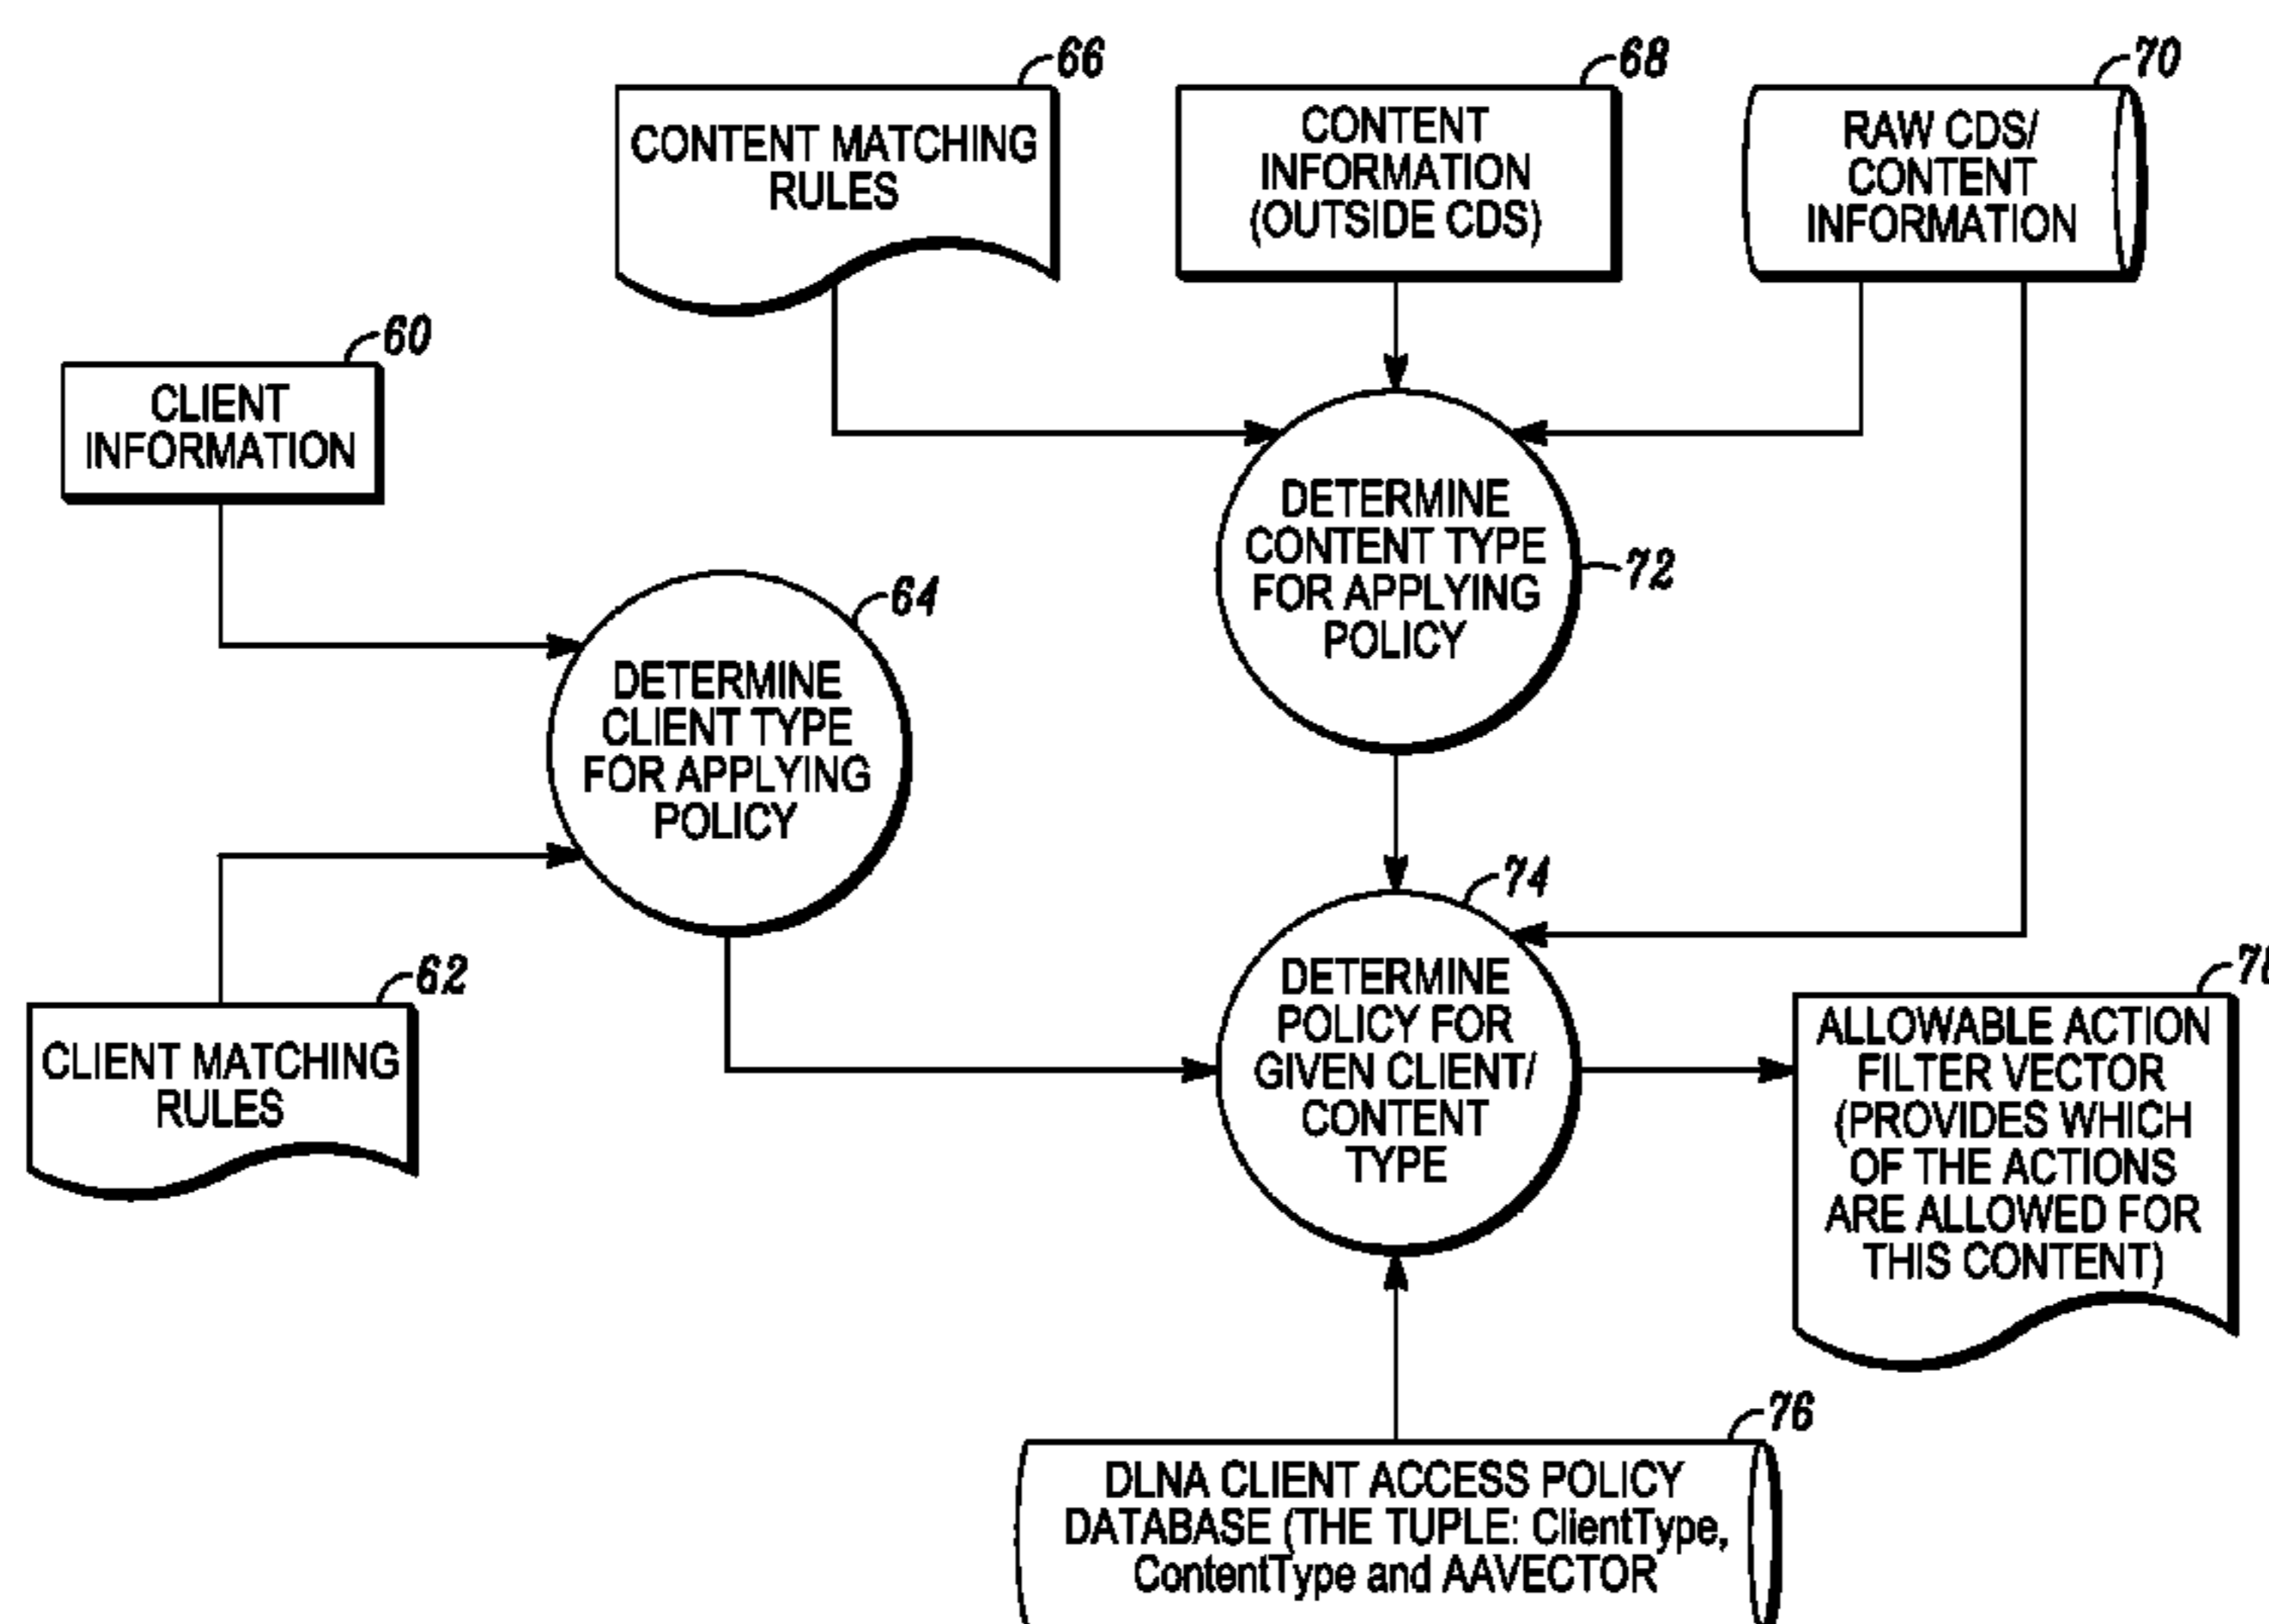 66
CONTENT MATCHING
RULES
68
CONTENT
INFORMATION
(OUTSIDE CDS)
70
RAW CDS/
CONTENT
INFORMATION
60
CLIENT
INFORMATION
64
DETERMINE
CLIENT TYPE
FOR APPLYING
POLICY
72
DETERMINE
CONTENT TYPE
FOR APPLYING
POLICY
62
CLIENT MATCHING
RULES
74
DETERMINE
POLICY FOR
GIVEN CLIENT/
CONTENT
TYPE
ALLOWABLE ACTION
FILTER VECTOR
(PROVIDES WHICH
OF THE ACTIONS
ARE ALLOWED FOR
THIS CONTENT)
76
DLNA CLIENT ACCESS POLICY
DATABASE (THE TUPLE: ClientType,
ContentType and AAVECTOR